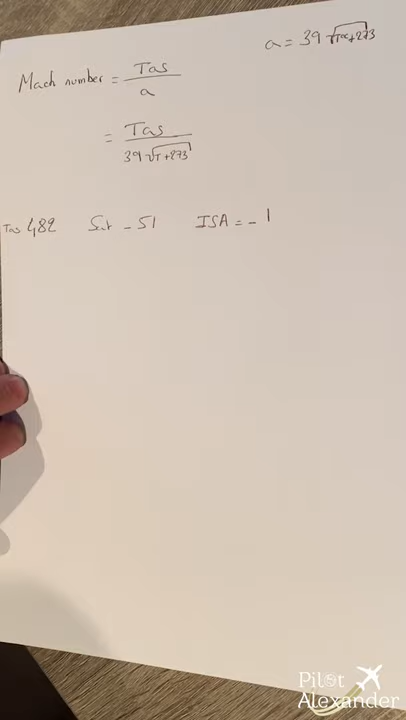 a = 39 √T°c+273
Mach number = Tas
a
= Tas
39 √T+273
Tas 482 Sat - 51 ISA = - 1
Pilot
Alexander